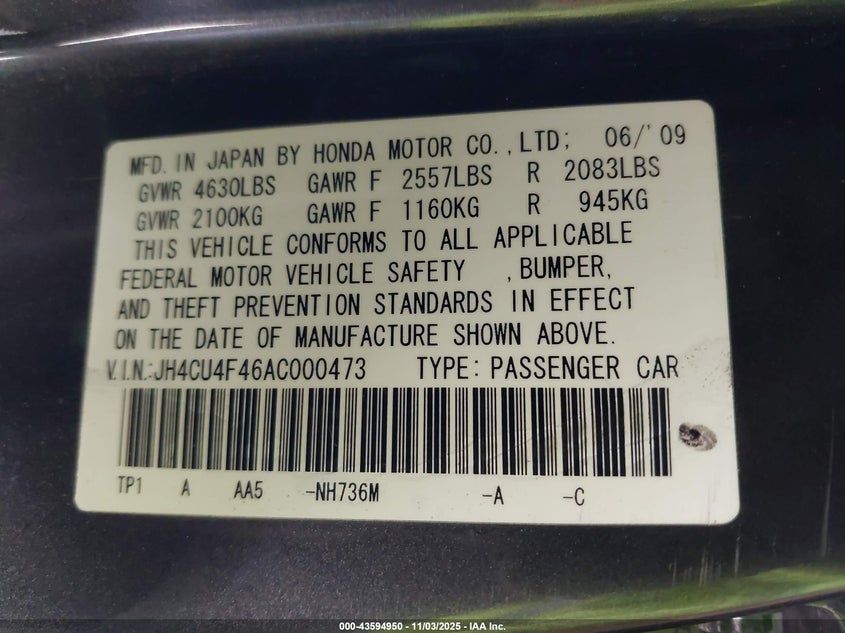 MFD. IN JAPAN BY HONDA MOTOR CO., LTD; 06/'09
GVWR 4630LBS GAWR F 2557LBS R 2083LBS
GVWR 2100KG GAWR F 1160KG R 945KG
THIS VEHICLE CONFORMS TO ALL APPLICABLE
FEDERAL MOTOR VEHICLE SAFETY ,BUMPER,
AND THEFT PREVENTION STANDARDS IN EFFECT
ON THE DATE OF MANUFACTURE SHOWN ABOVE.
V.I.N.:JH4CU4F46AC000473 TYPE: PASSENGER CAR
TP1 A AA5 -NH736M -A -C
000-43594950 | 11/03/2025 - IAA Inc.